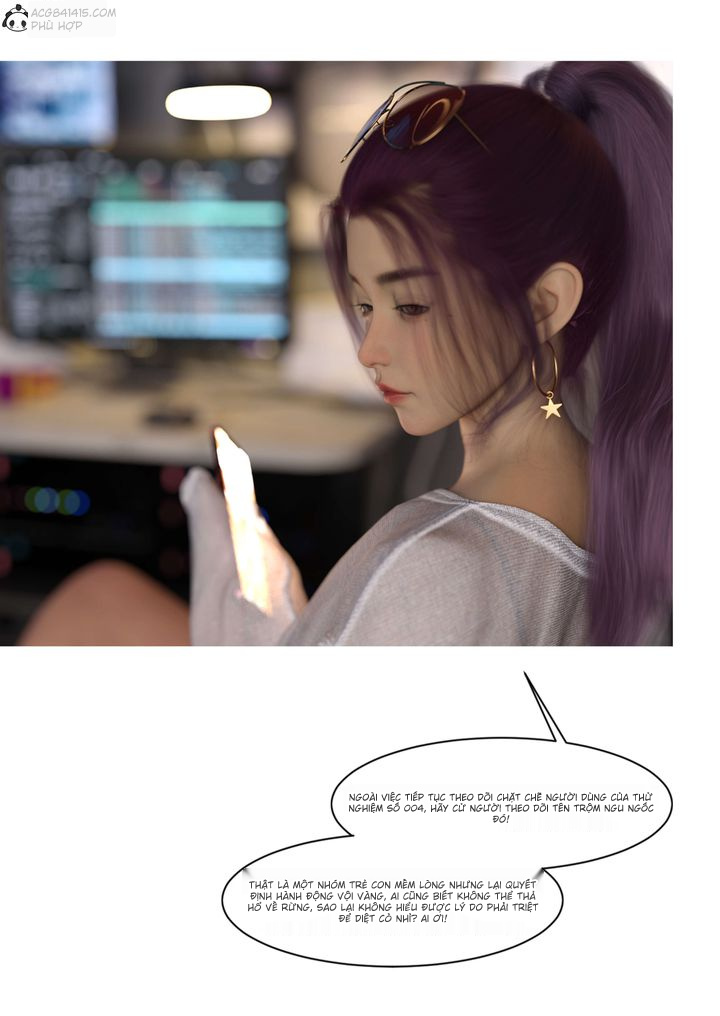 ACG841415.COM
PHÙ HỢP
NGOÀI VIỆC TIẾP TỤC THEO DÕI CHẶT CHẼ NGƯỜI DÙNG CỦA THỬ
NGHIỆM SỐ 004, HÃY CỬ NGƯỜI THEO DÕI TÊN TRỘM NGU NGỐC
ĐÓ!
THẬT LÀ MỘT NHÓM TRẺ CON MỀM LÒNG NHƯNG LẠI QUYẾT
ĐỊNH HÀNH ĐỘNG VỘI VÀNG, AI CŨNG BIẾT KHÔNG THỂ THẢ
HỔ VỀ RỪNG, SAO LẠI KHÔNG HIỂU ĐƯỢC LÝ DO PHẢI TRIỆT
ĐỂ DIỆT CỎ NHỈ? AI ƠI!